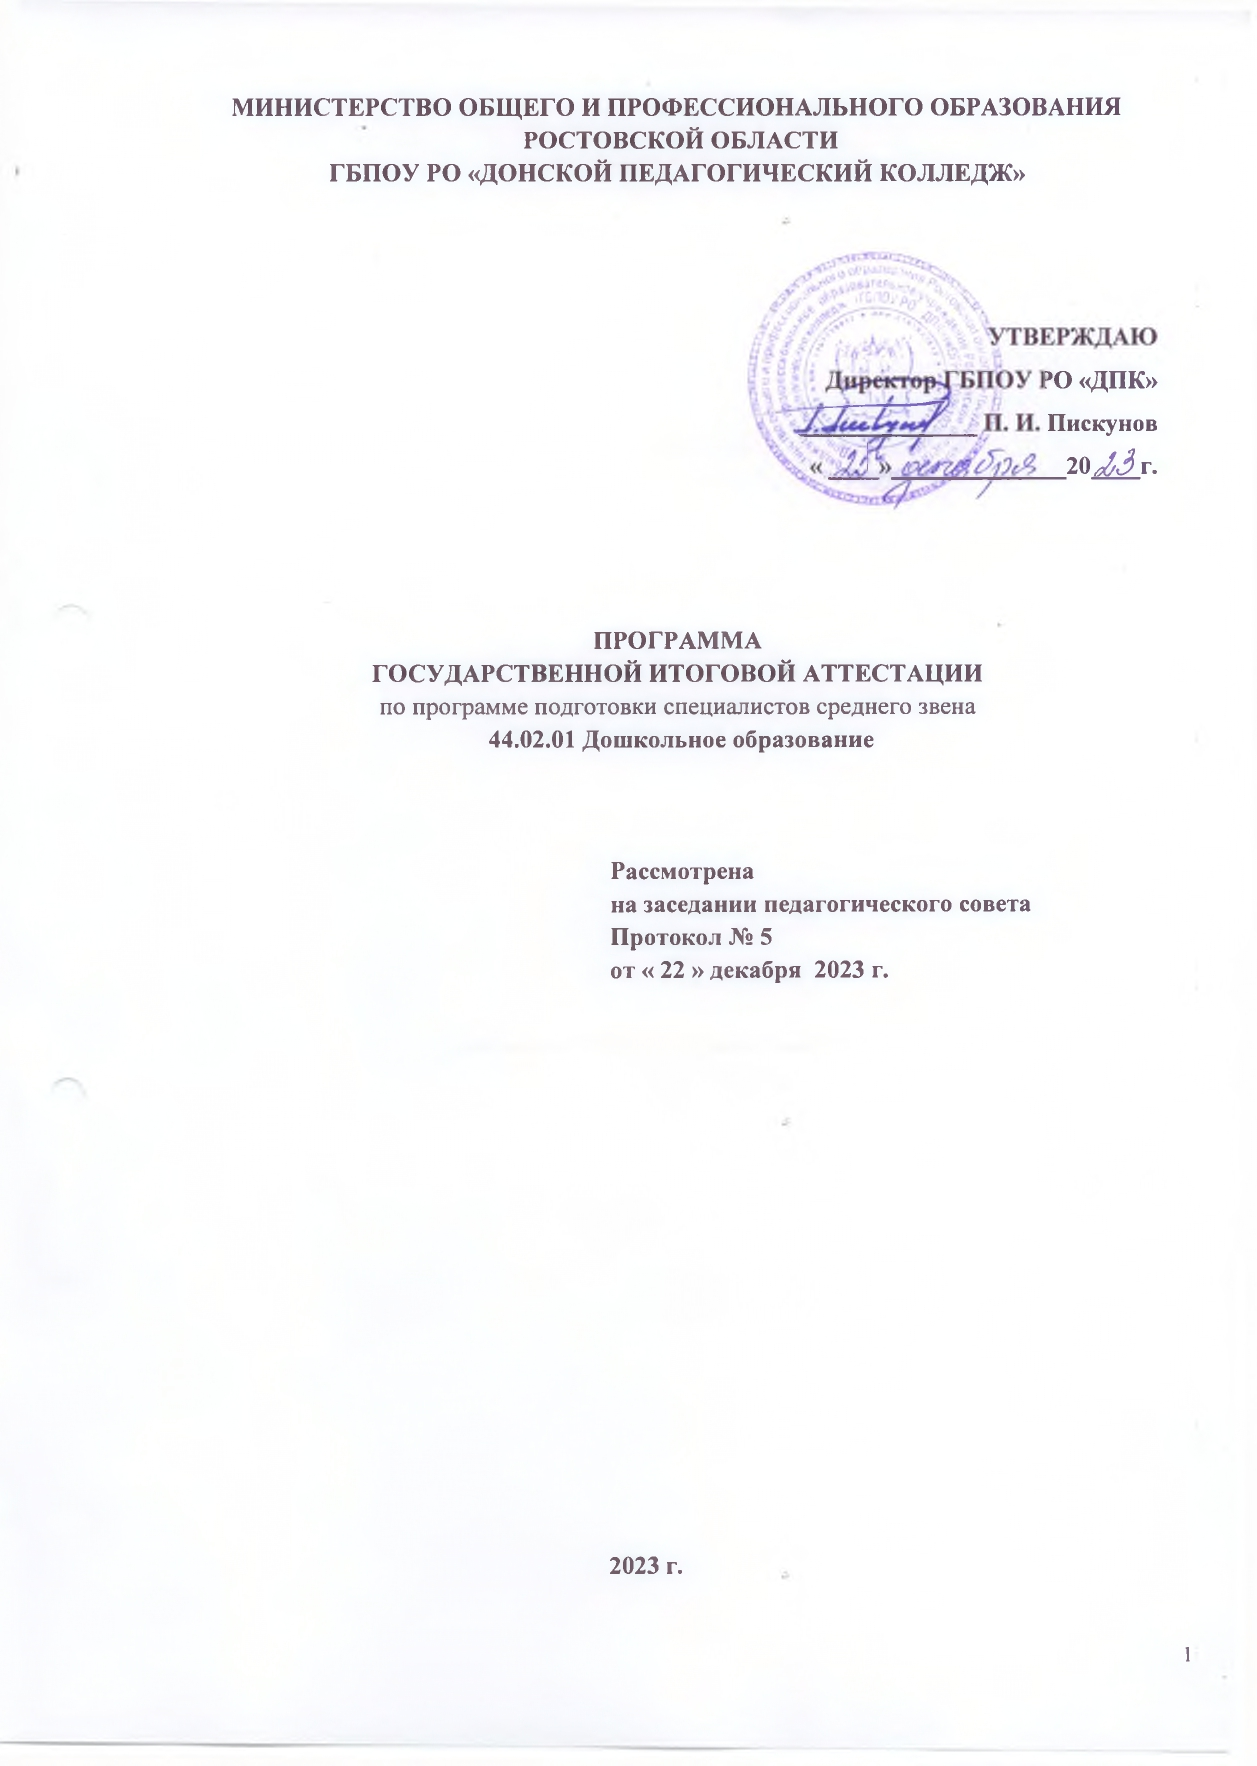 МИНИСТЕРСТВО ОБЩЕГО И ПРОФЕССИОНАЛЬНОГО ОБРАЗОВАНИЯ
РОСТОВСКОЙ ОБЛАСТИ
ГБПОУ РО «ДОНСКОЙ ПЕДАГОГИЧЕСКИЙ КОЛЛЕДЖ»
УТВЕРЖДАЮ
Директор ГБПОУ РО «ДПК»
П. И. Пискунов
« 25 » декабря 2023 г.
ПРОГРАММА
ГОСУДАРСТВЕННОЙ ИТОГОВОЙ АТТЕСТАЦИИ
по программе подготовки специалистов среднего звена
44.02.01 Дошкольное образование
Рассмотрена
на заседании педагогического совета
Протокол № 5
от « 22 » декабря 2023 г.
2023 г.
1